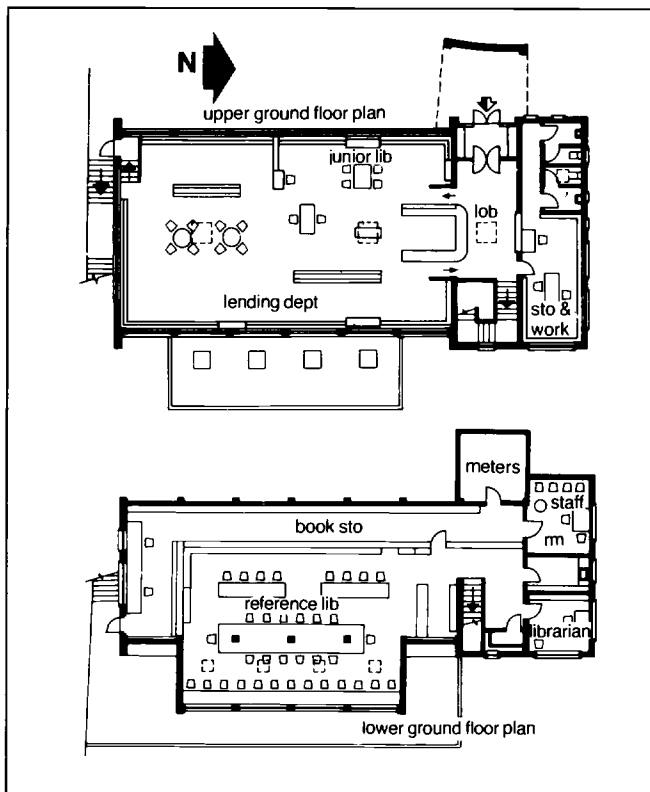 N
upper ground floor plan
junior lib
lob
lending dept
sto &
work
meters
staff
rm
book sto
reference lib
librarian
lower ground floor plan